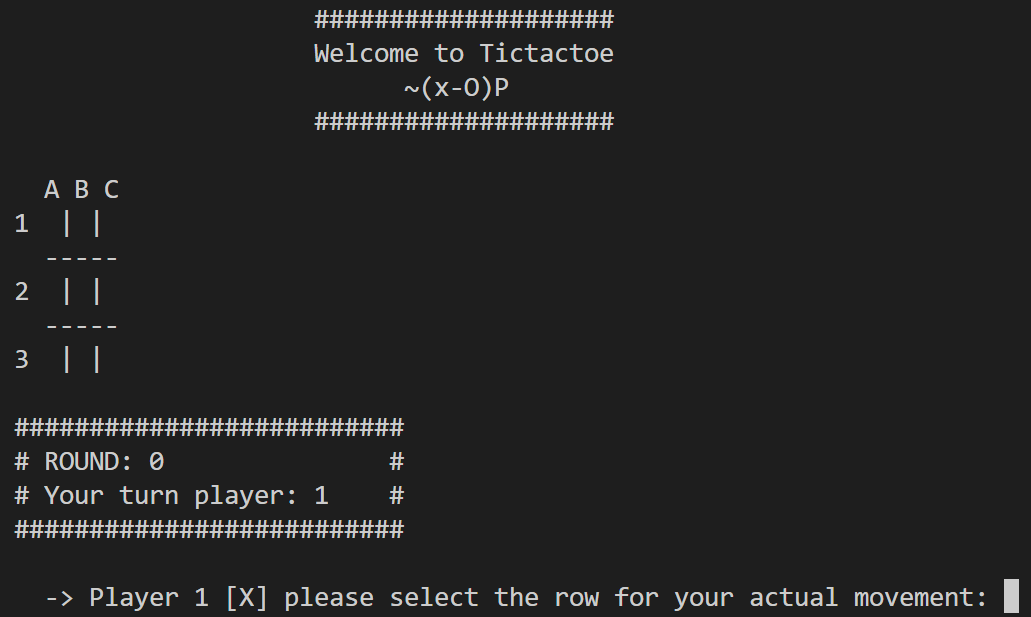 ####################
Welcome to Tictactoe
~(x-O)P
####################
A B C
1 | |
-----
2 | |
-----
3 | |
##########################
# ROUND: 0 #
# Your turn player: 1 #
##########################
-> Player 1 [X] please select the row for your actual movement: